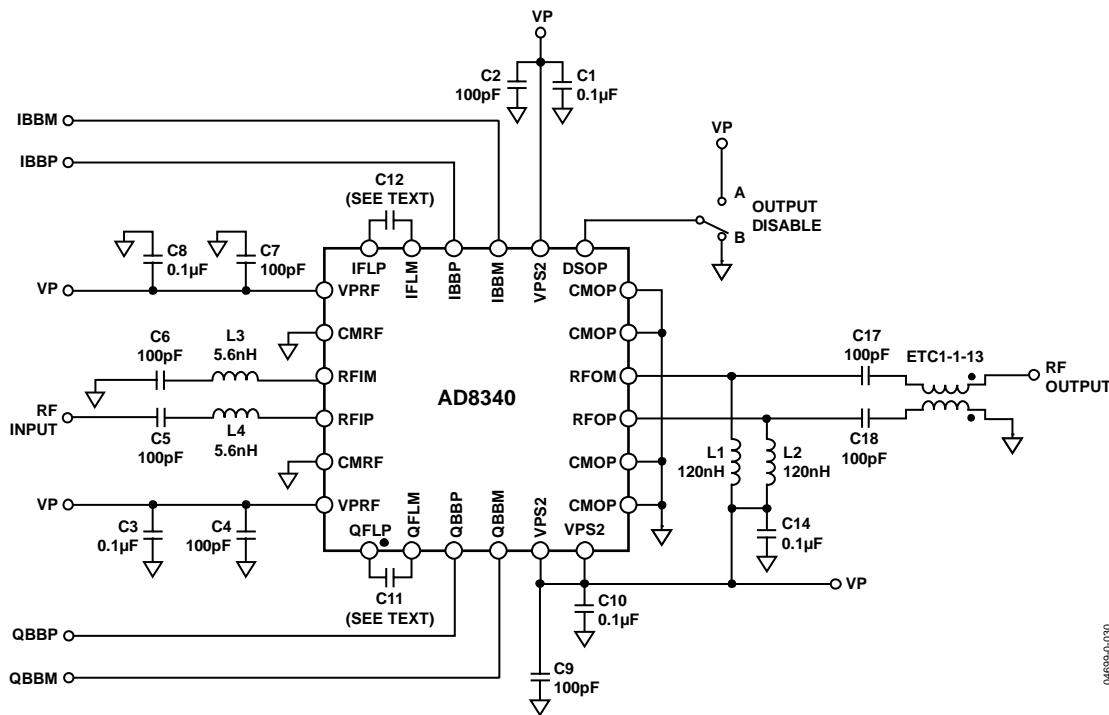 VP
C2
100pF
C1
0.1µF
IBBM
IBBP
VP
A
OUTPUT
DISABLE
B
C12
(SEE TEXT)
C8
0.1µF
C7
100pF
IFLP
IFLM
IBBP
IBBM
VPS2
DSOP
VP
VPRF
CMOP
CMRF
CMOP
C6
100pF
L3
5.6nH
RFIM
RFOM
C17
100pF
ETC1-1-13
RF
OUTPUT
AD8340
RF
INPUT
C5
100pF
L4
5.6nH
RFIP
RFOP
C18
100pF
L1
120nH
L2
120nH
CMRF
CMOP
VP
VPRF
CMOP
C3
0.1µF
C4
100pF
QFLP
QFLM
QBBP
QBBM
VPS2
VPS2
C14
0.1µF
C11
(SEE TEXT)
C10
0.1µF
VP
QBBP
QBBM
C9
100pF
04699-0-030